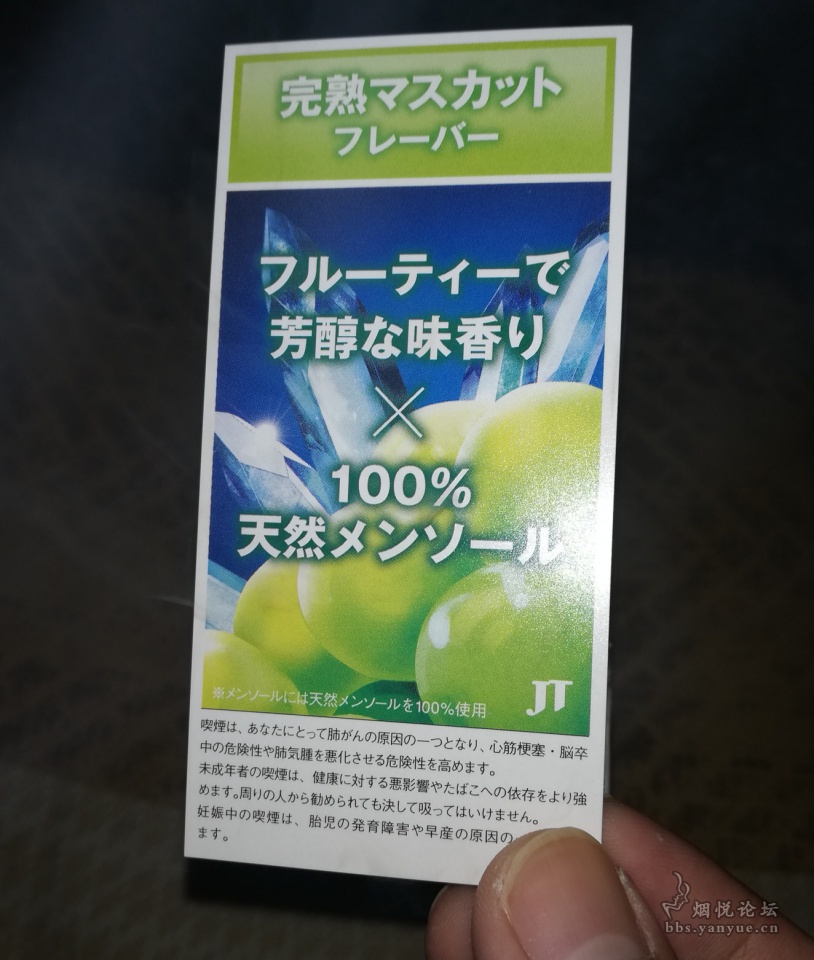 完熟マスカット
フレーバー
フルーティーで
芳醇な味香り
×
100%
天然メンソール
※メンソールには天然メンソールを100%使用
JT
喫煙は、あなたにとって肺がんの原因の一つとなり、心筋梗塞・脳卒
中の危険性や肺気腫を悪化させる危険性を高めます。
未成年者の喫煙は、健康に対する悪影響やたばこへの依存をより強
めます。周りの人から勧められても決して吸ってはいけません。
妊娠中の喫煙は、胎児の発育障害や早産の原因の
ます。
烟悦论坛
bbs.yanyue.cn